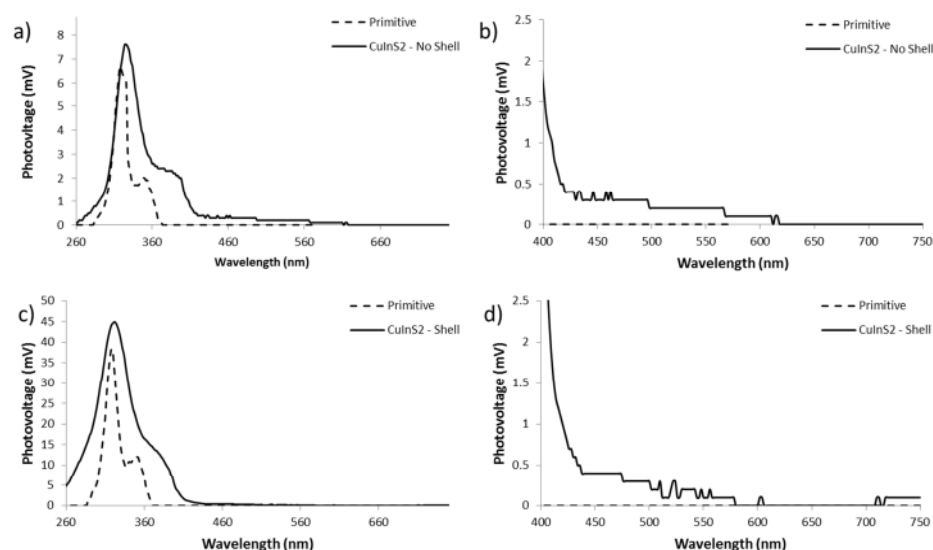 a)
Primitive
CuInS2 - No Shell
Photovltage (mV)
8
7
6
5
4
3
2
1
0
260 360 460 560 660
Wavelength (nm)
b)
Primitive
CuInS2 - No Shell
Photovoltage (mV)
2.5
2
1.5
1
0.5
0
400 450 500 550 600 650 700 750
Wavelength (nm)
c)
Primitive
CuInS2 - Shell
Photovoltage (mV)
50
45
40
35
30
25
20
15
10
5
0
260 360 460 560 660
Wavelength (nm)
d)
Primitive
CuInS2 - Shell
Photovoltage (mV)
2.5
2
1.5
1
0.5
0
400 450 500 550 600 650 700 750
Wavelength (nm)